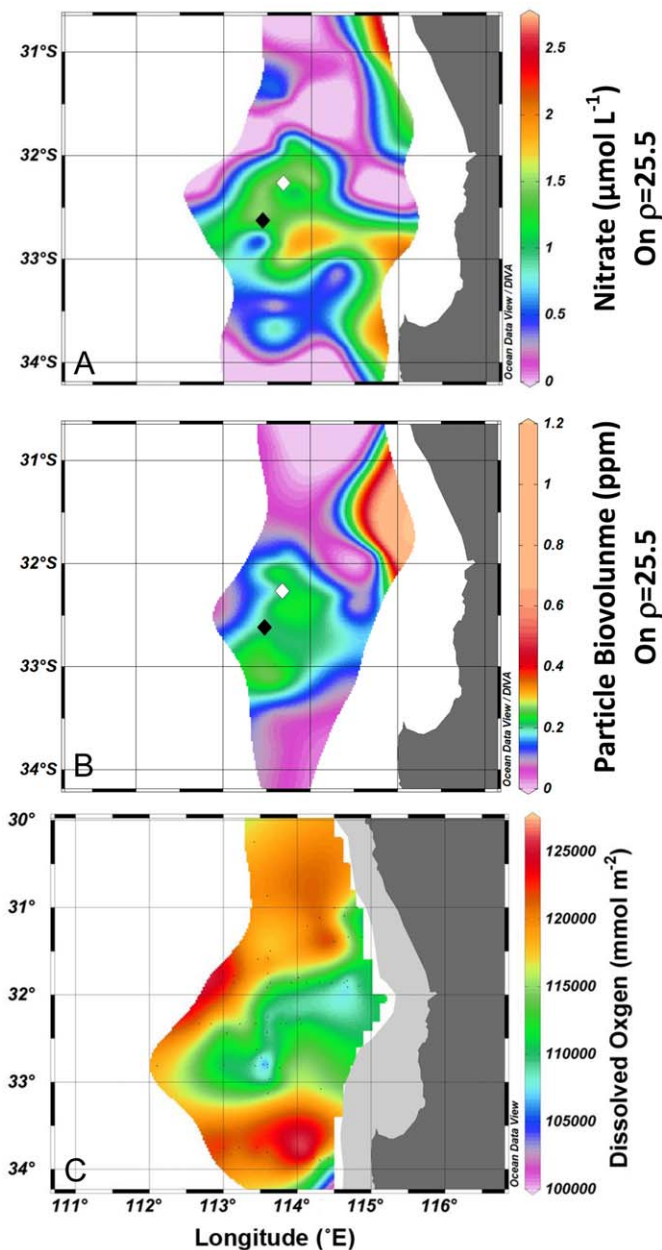 31°S
32°S
33°S
34°S
A
Ocean Data View / DIVA
2.5
2
1.5
1
0.5
0
Nitrate (µmol L-1)
On ρ=25.5
31°S
32°S
33°S
34°S
B
Ocean Data View / DIVA
1.2
1
0.8
0.6
0.4
0.2
0
Particle Biovolunme (ppm)
On ρ=25.5
30°
31°
32°
33°
34°
C
Ocean Data View
125000
120000
115000
110000
105000
100000
Dissolved Oxgen (mmol m-2)
111° 112° 113° 114° 115° 116°
Longitude (°E)